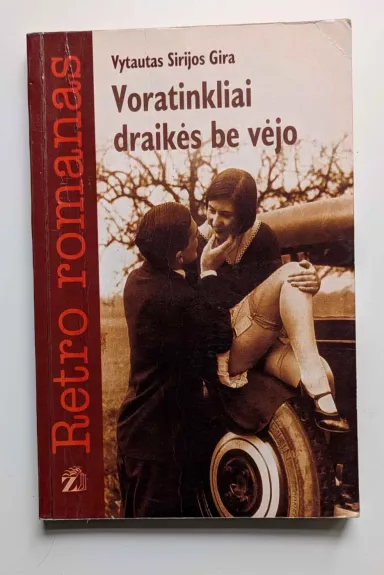 Vytautas Sirijos Gira
Voratinkliai
draikės be vėjo
Retro romanas
Ž